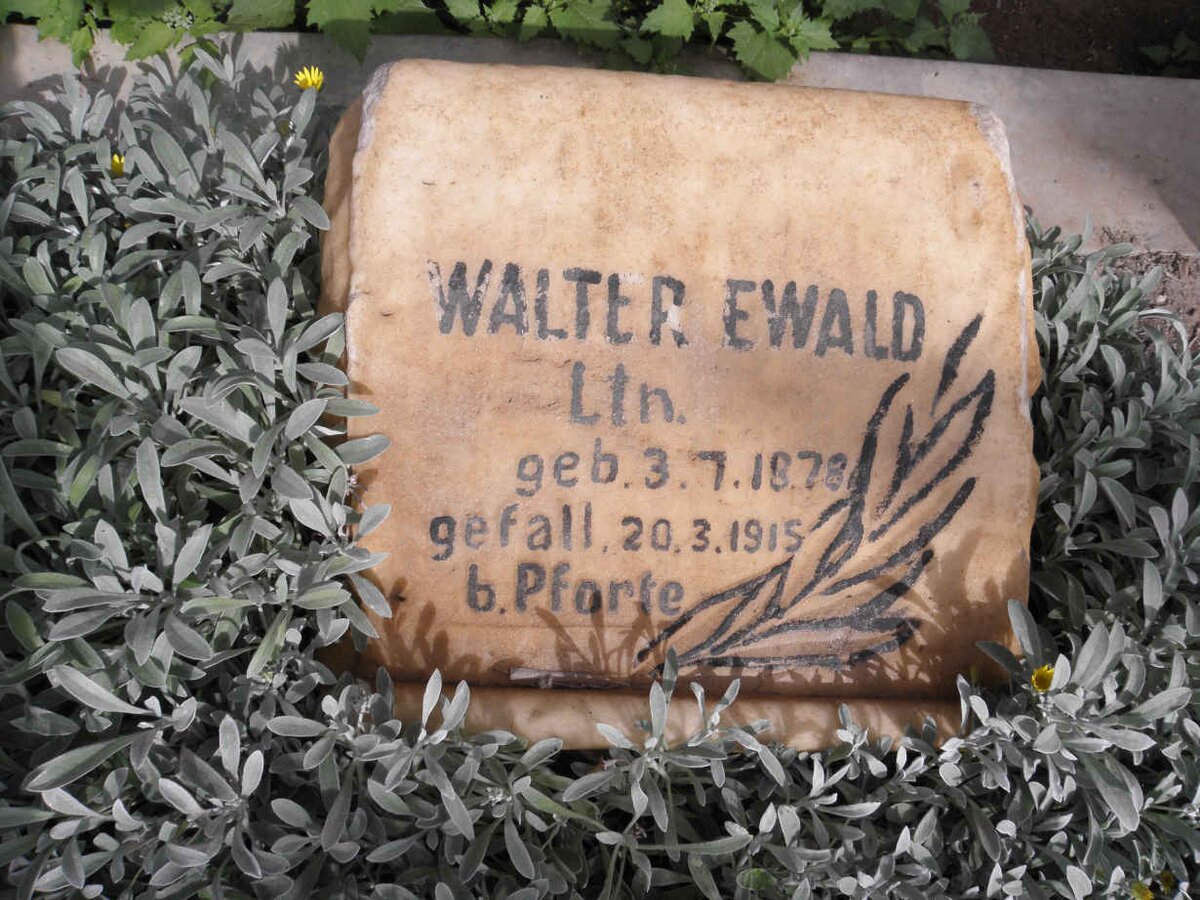 WALTER EWALD
Ltn.
geb. 3.7.1878
gefall. 20.3.1915
b. Pforte